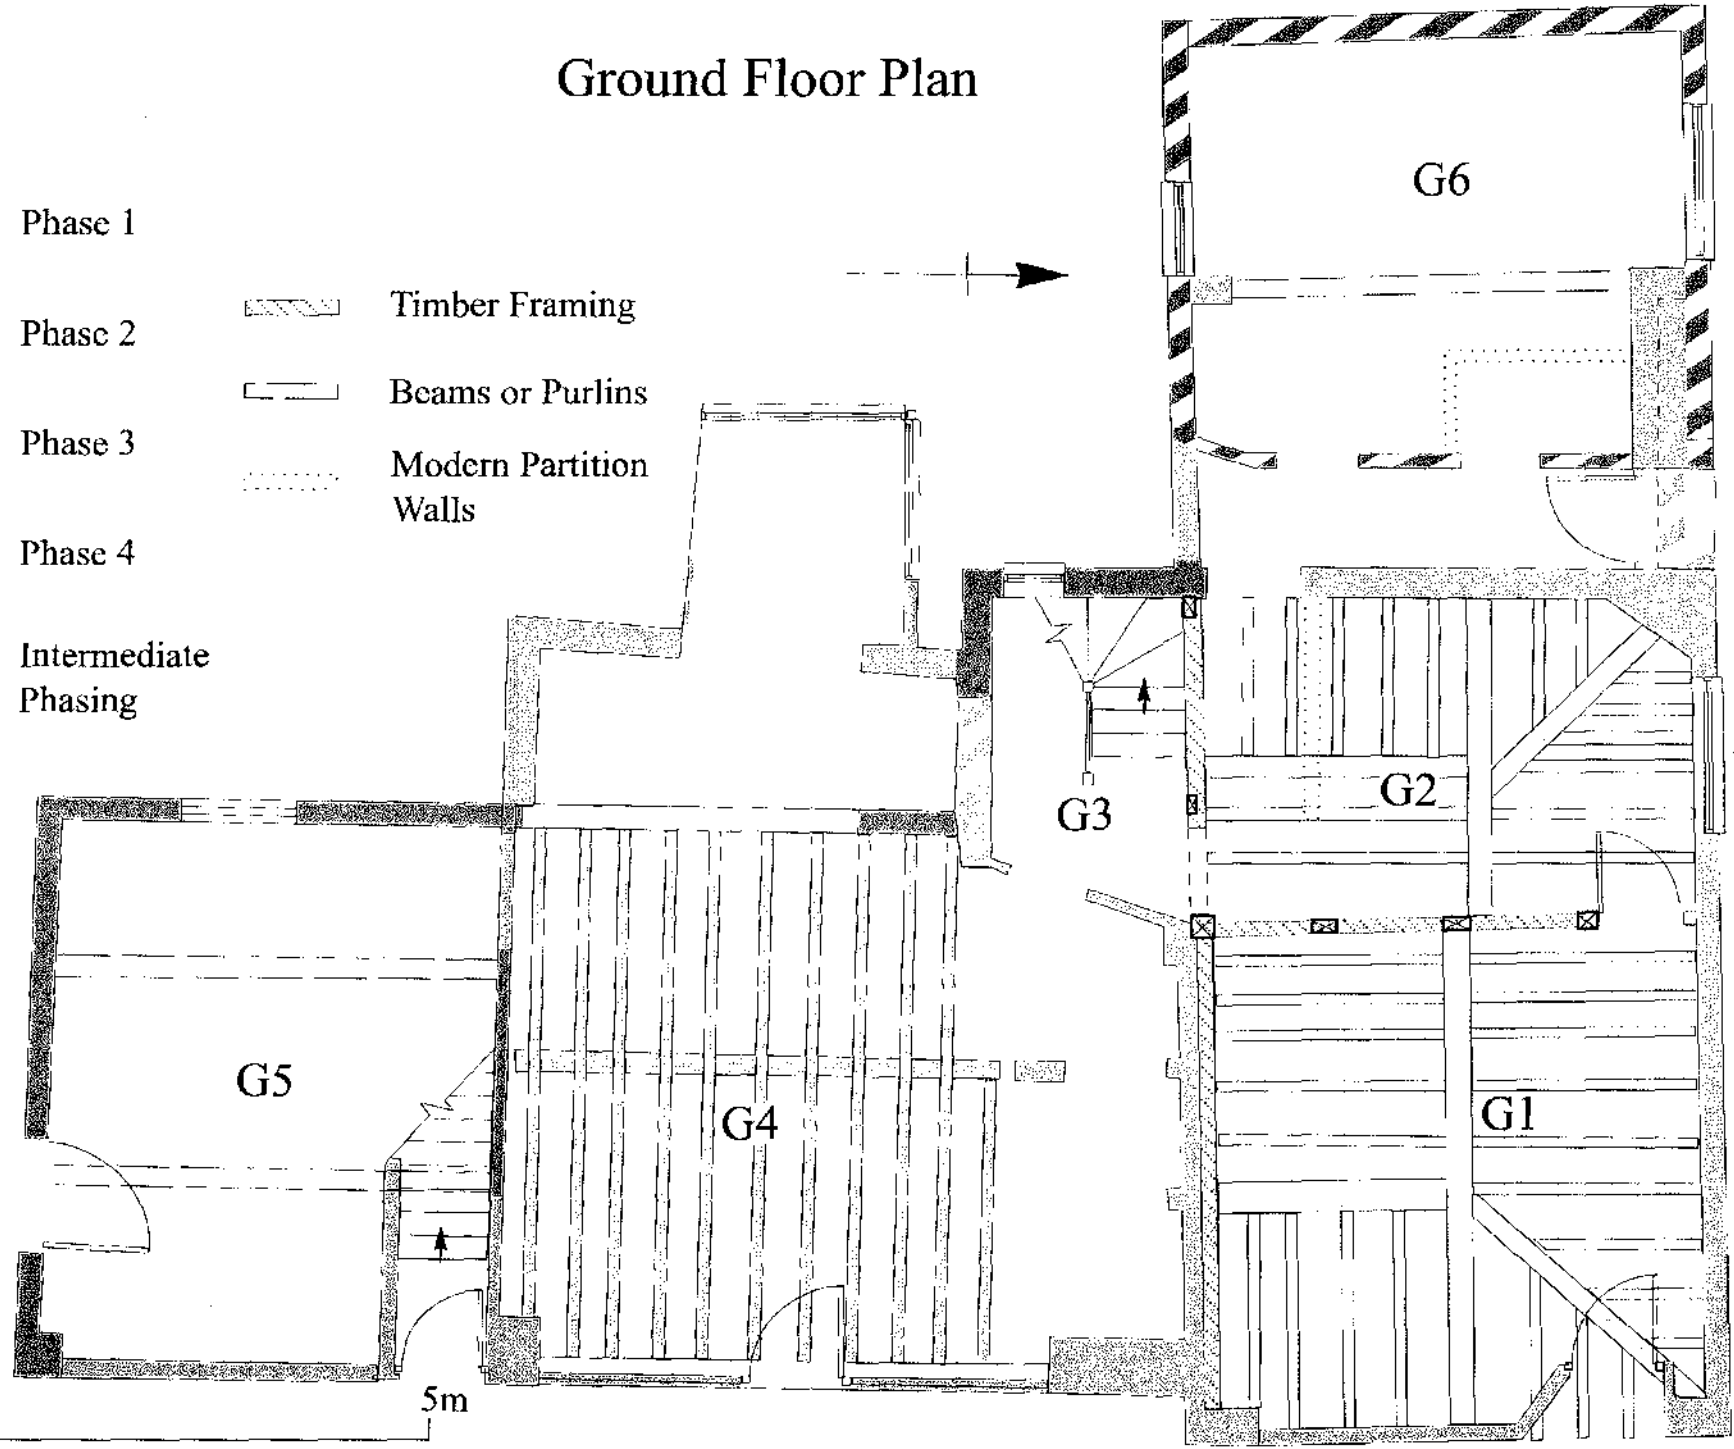 Ground Floor Plan
Phase 1
Timber Framing
Phase 2
Beams or Purlins
Phase 3
Modern Partition
Walls
Phase 4
Intermediate
Phasing
G6
G3
G2
G5
G4
G1
5m